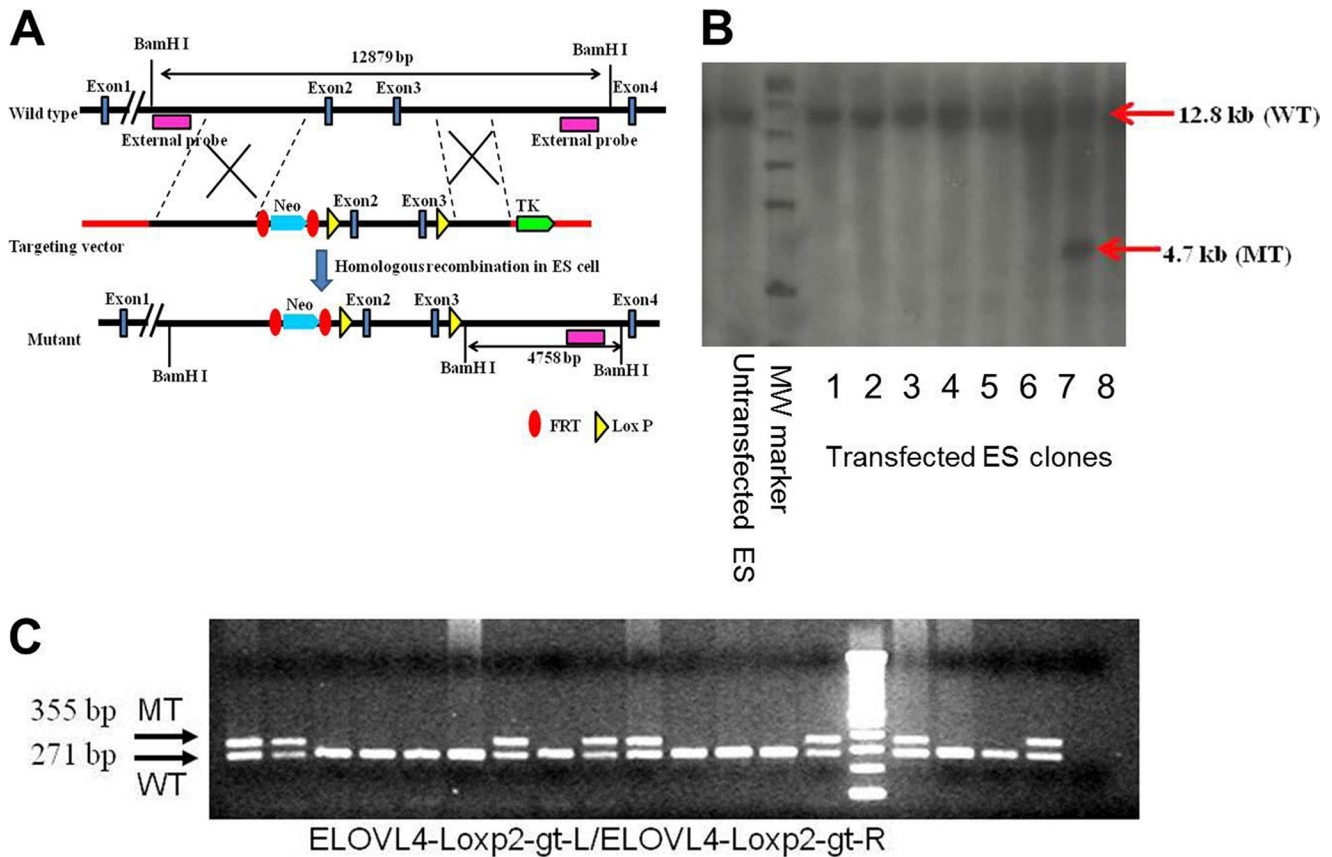 A
BamH I
12879 bp
BamH I
Exon1
Exon2
Exon3
Exon4
Wild type
External probe
External probe
Neo
Exon2
Exon3
TK
Targeting vector
Homologous recombination in ES cell
Exon1
Neo
Exon2
Exon3
Exon4
Mutant
4758 bp
BamH I
BamH I
BamH I
FRT
Lox P
B
12.8 kb (WT)
4.7 kb (MT)
Untransfected ES
MW marker
1 2 3 4 5 6 7 8
Transfected ES clones
C
355 bp MT
271 bp
WT
ELOVL4-Loxp2-gt-L/ELOVL4-Loxp2-gt-R